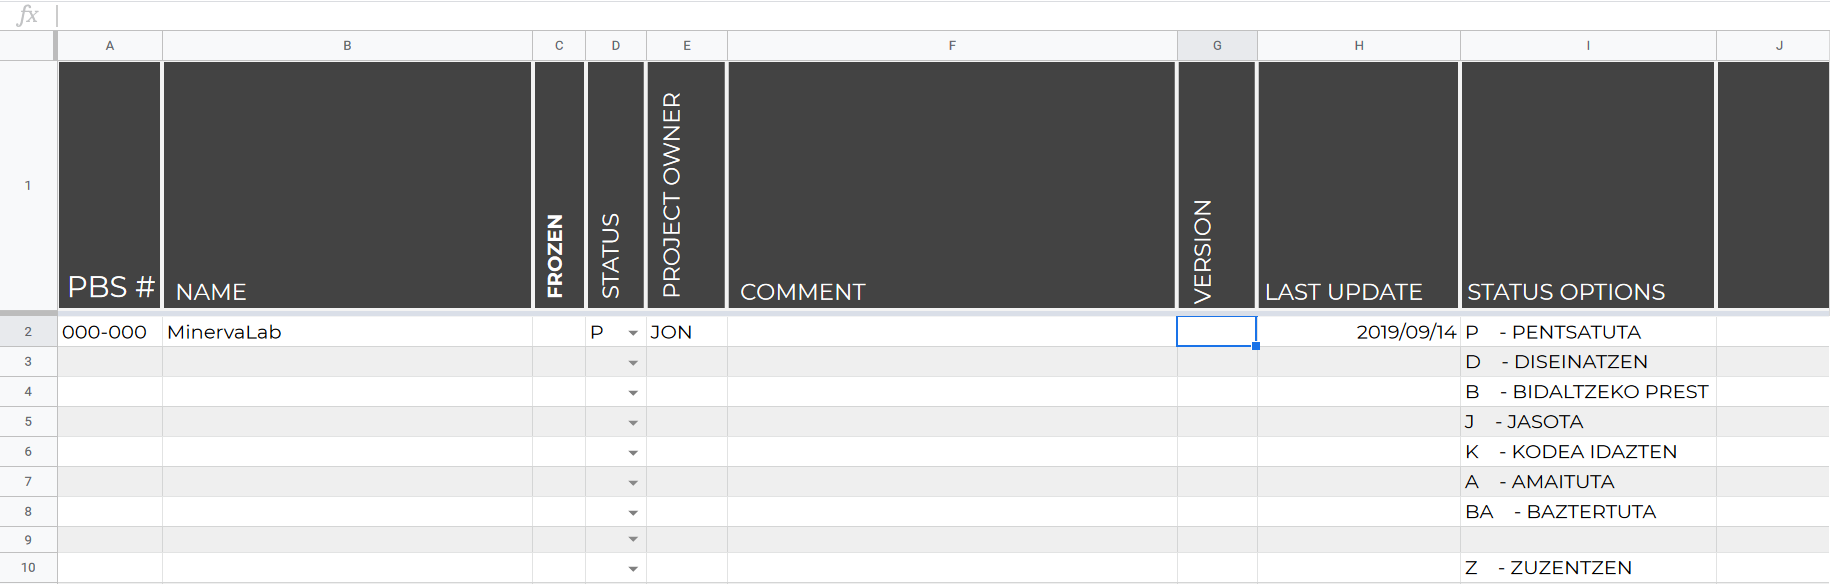 fx
A B C D E F G H I J
1 PBS # NAME FROZEN STATUS PROJECT OWNER COMMENT VERSION LAST UPDATE STATUS OPTIONS
2 000-000 MinervaLab P JON 2019/09/14 P - PENTSATUTA
3 D - DISEINATZEN
4 B - BIDALTZEKO PREST
5 J - JASOTA
6 K - KODEA IDAZTEN
7 A - AMAITUTA
8 BA - BAZTERTUTA
9
10 Z - ZUZENTZEN